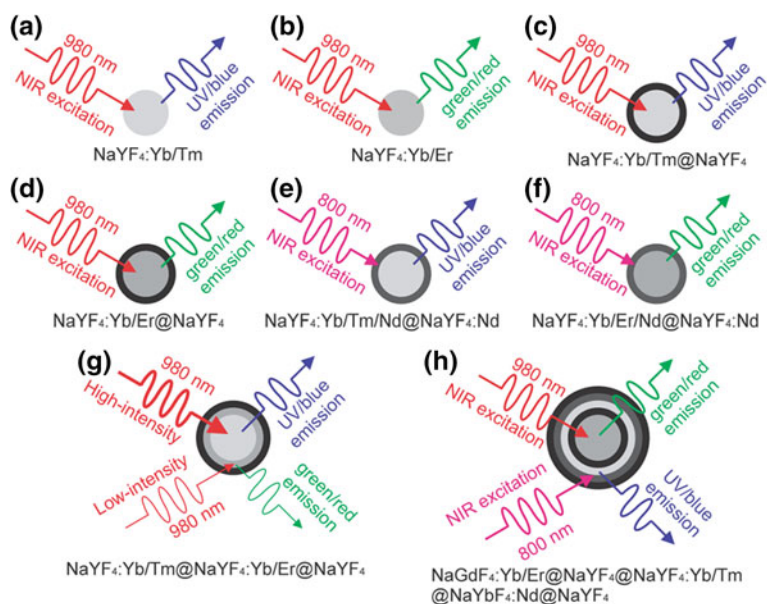 (a)
980 nm
NIR excitation
UV/blue
emission
NaYF₄:Yb/Tm
(b)
980 nm
NIR excitation
green/red
emission
NaYF₄:Yb/Er
(c)
980 nm
NIR excitation
UV/blue
emission
NaYF₄:Yb/Tm@NaYF₄
(d)
980 nm
NIR excitation
green/red
emission
NaYF₄:Yb/Er@NaYF₄
(e)
800 nm
NIR excitation
UV/blue
emission
NaYF₄:Yb/Tm/Nd@NaYF₄:Nd
(f)
800 nm
NIR excitation
green/red
emission
NaYF₄:Yb/Er/Nd@NaYF₄:Nd
(g)
980 nm
High-intensity
UV/blue
emission
Low-intensity
980 nm
green/red
emission
NaYF₄:Yb/Tm@NaYF₄:Yb/Er@NaYF₄
(h)
980 nm
NIR excitation
green/red
emission
NIR excitation
800 nm
UV/blue
emission
NaGdF₄:Yb/Er@NaYF₄@NaYF₄:Yb/Tm
@NaYbF₄:Nd@NaYF₄